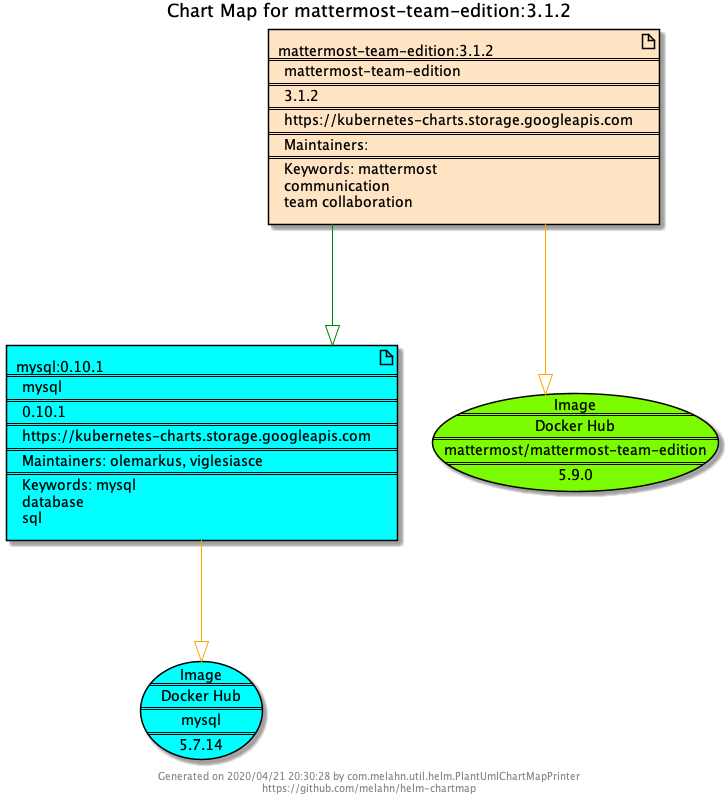 Chart Map for mattermost-team-edition:3.1.2
mattermost-team-edition:3.1.2
mattermost-team-edition
3.1.2
https://kubernetes-charts.storage.googleapis.com
Maintainers:
Keywords: mattermost
communication
team collaboration
mysql:0.10.1
mysql
0.10.1
https://kubernetes-charts.storage.googleapis.com
Maintainers: olemarkus, viglesiasce
Keywords: mysql
database
sql
Image
Docker Hub
mattermost/mattermost-team-edition
5.9.0
Image
Docker Hub
mysql
5.7.14
Generated on 2020/04/21 20:30:28 by com.melahn.util.helm.PlantUmlChartMapPrinter
https://github.com/melahn/helm-chartmap